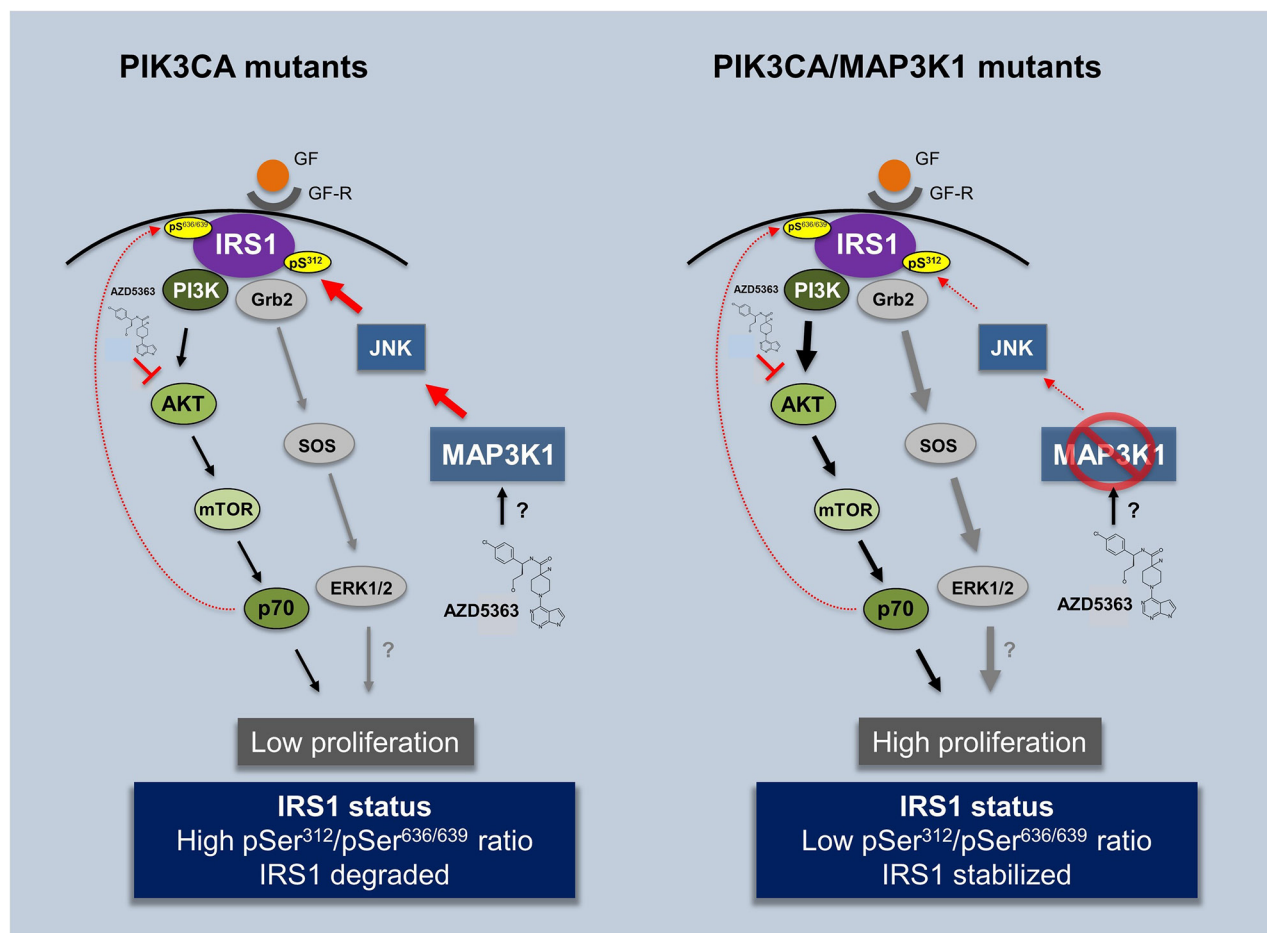 PIK3CA mutants
GF
GF-R
pS636/639
IRS1
pS312
AZD5363
PI3K
Grb2
JNK
AKT
SOS
MAP3K1
mTOR
?
Cl
N
O
N
O
N
N
N
p70
ERK1/2
AZD5363
?
Low proliferation
IRS1 status
High pSer312/pSer636/639 ratio
IRS1 degraded
PIK3CA/MAP3K1 mutants
GF
GF-R
pS636/639
IRS1
pS312
AZD5363
PI3K
Grb2
JNK
AKT
SOS
MAP3K1
mTOR
?
Cl
N
O
N
O
N
N
N
p70
ERK1/2
AZD5363
?
High proliferation
IRS1 status
Low pSer312/pSer636/639 ratio
IRS1 stabilized